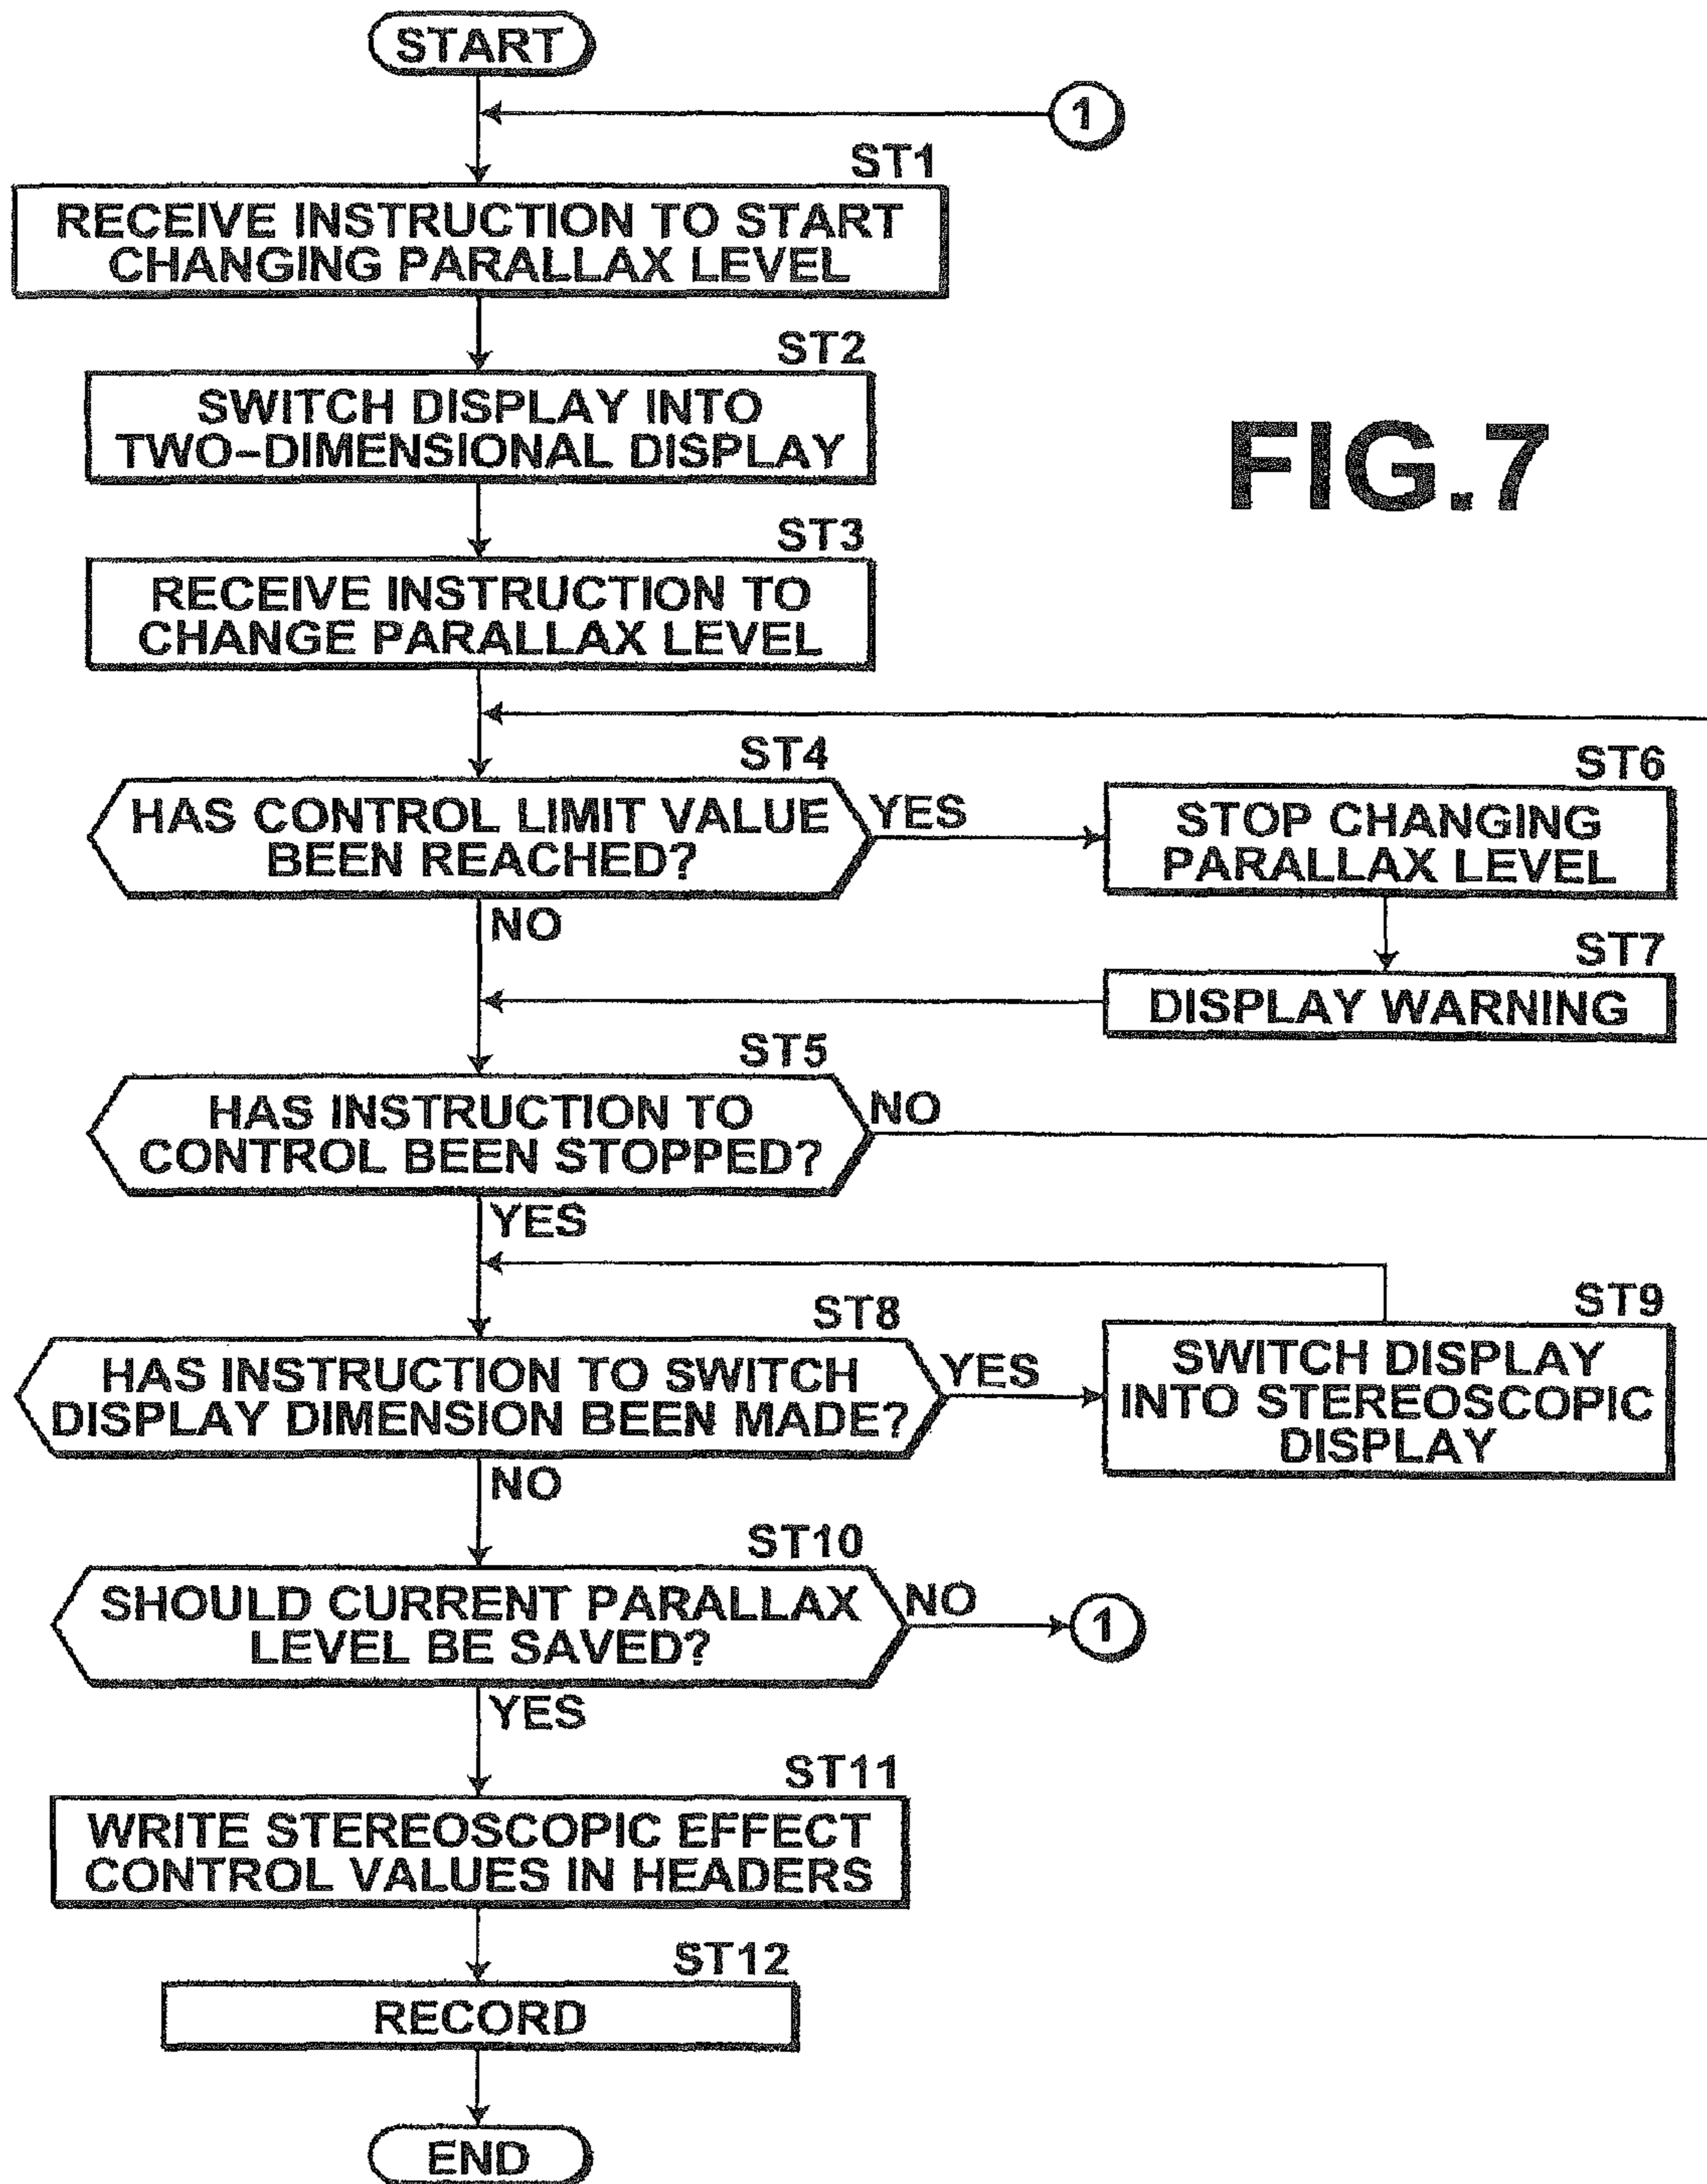 START
1
ST1
RECEIVE INSTRUCTION TO START
CHANGING PARALLAX LEVEL
ST2
SWITCH DISPLAY INTO
TWO-DIMENSIONAL DISPLAY
FIG.7
ST3
RECEIVE INSTRUCTION TO
CHANGE PARALLAX LEVEL
ST4
HAS CONTROL LIMIT VALUE
BEEN REACHED?
YES
NO
ST6
STOP CHANGING
PARALLAX LEVEL
ST7
DISPLAY WARNING
ST5
HAS INSTRUCTION TO
CONTROL BEEN STOPPED?
NO
YES
ST8
HAS INSTRUCTION TO SWITCH
DISPLAY DIMENSION BEEN MADE?
YES
NO
ST9
SWITCH DISPLAY
INTO STEREOSCOPIC
DISPLAY
ST10
SHOULD CURRENT PARALLAX
LEVEL BE SAVED?
NO
1
YES
ST11
WRITE STEREOSCOPIC EFFECT
CONTROL VALUES IN HEADERS
ST12
RECORD
END